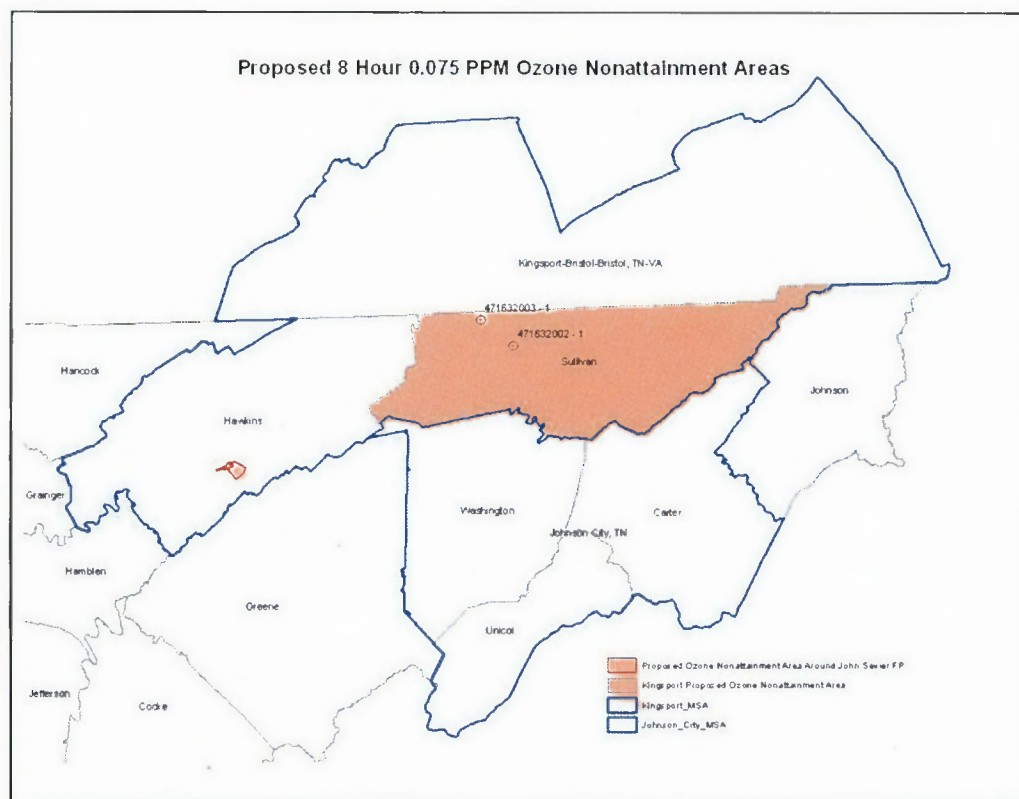 Proposed 8 Hour 0.075 PPM Ozone Nonattainment Areas
Kingsport-Bristol-Bristol, TN-VA
471632003 - 1
471632002 - 1
Sullivan
Hancock
Johnson
Hawkins
Grainger
Washington
Carter
Johnson City, TN
Hamblen
Greene
Unicoi
Jefferson
Cocke
Proposed Ozone Nonattainment Area Around John Sevier FP
Kingsport Proposed Ozone Nonattainment Area
Kingsport_MSA
Johnson_City_MSA